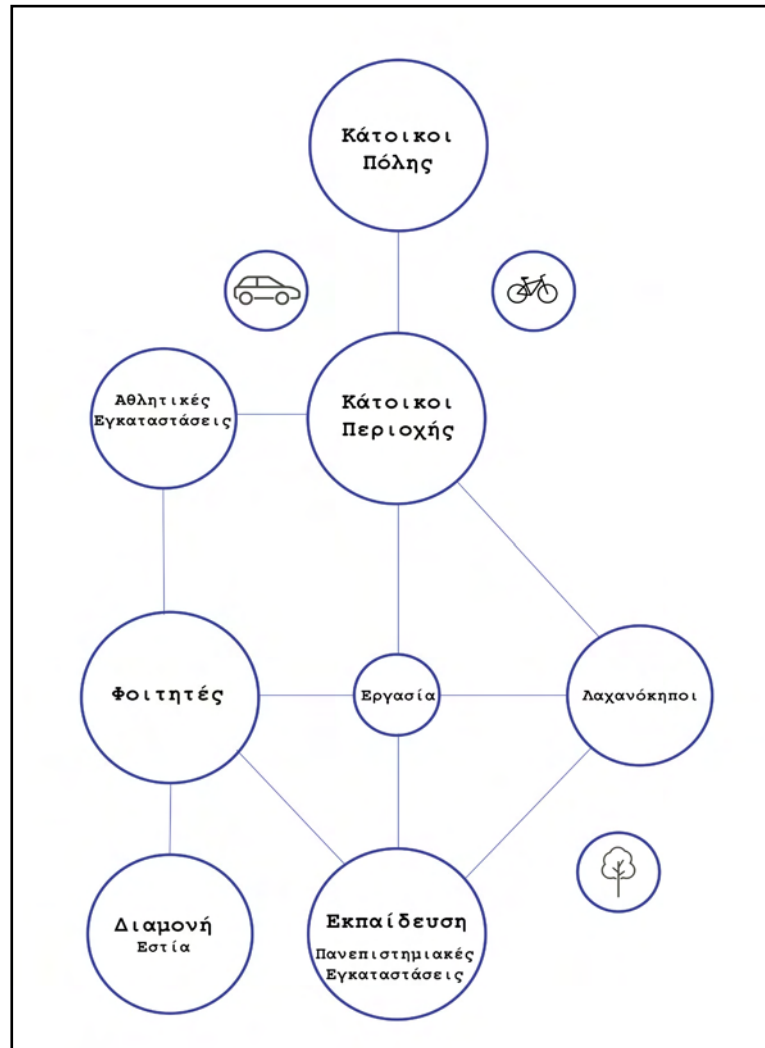 Κάτοικοι
Πόλης
Αθλητικές
Εγκαταστάσεις
Κάτοικοι
Περιοχής
Φοιτητές
Εργασία
Λαχανόκηποι
Διαμονή
Εστία
Εκπαίδευση
Πανεπιστημιακές
Εγκαταστάσεις